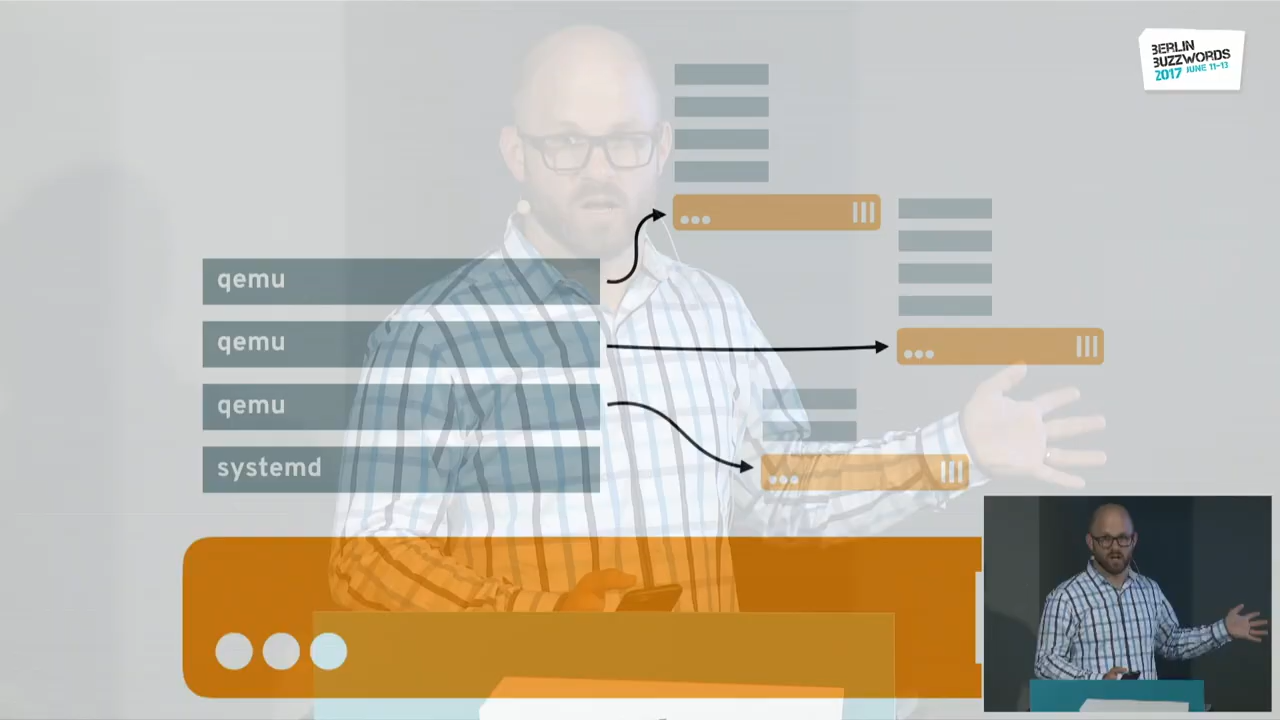 BERLIN
BUZZWORDS
2017 JUNE 11-13
qemu
qemu
qemu
systemd